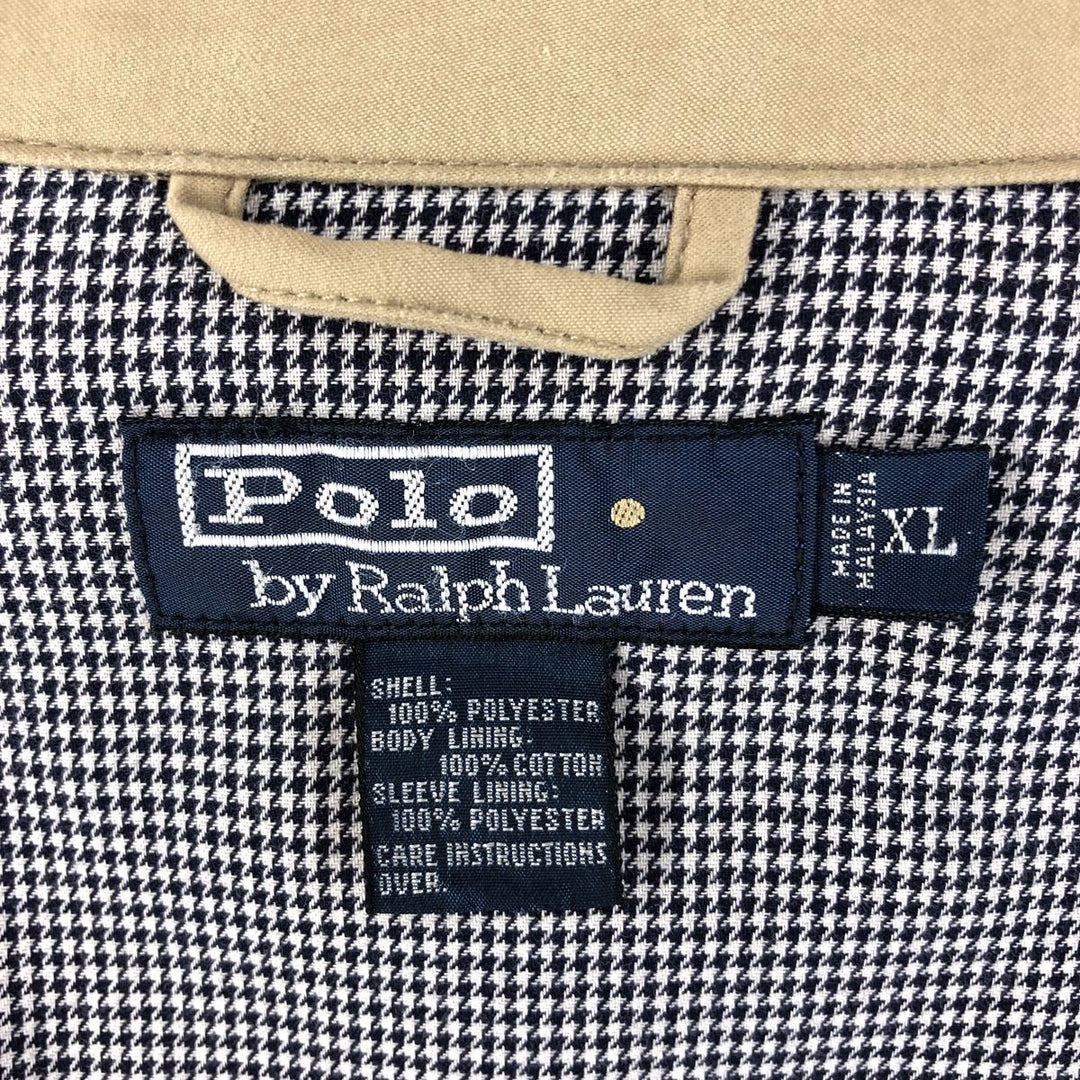 Polo
by Ralph Lauren
MADE IN
MALAYSIA
XL
SHELL:
100% POLYESTER
BODY LINING:
100% COTTON
SLEEVE LINING:
100% POLYESTER
CARE INSTRUCTIONS
OVER.